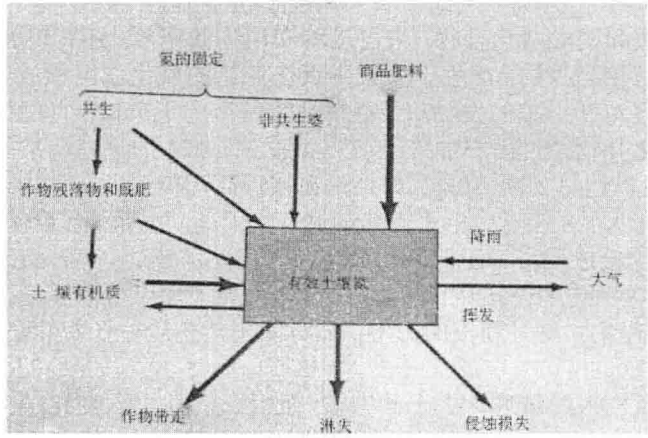 氮的固定
商品肥料
共生
非共生
作物残落物和厩肥
降雨
有效土壤氮
大气
土 壤有机质
挥发
作物带走
淋失
侵蚀损失